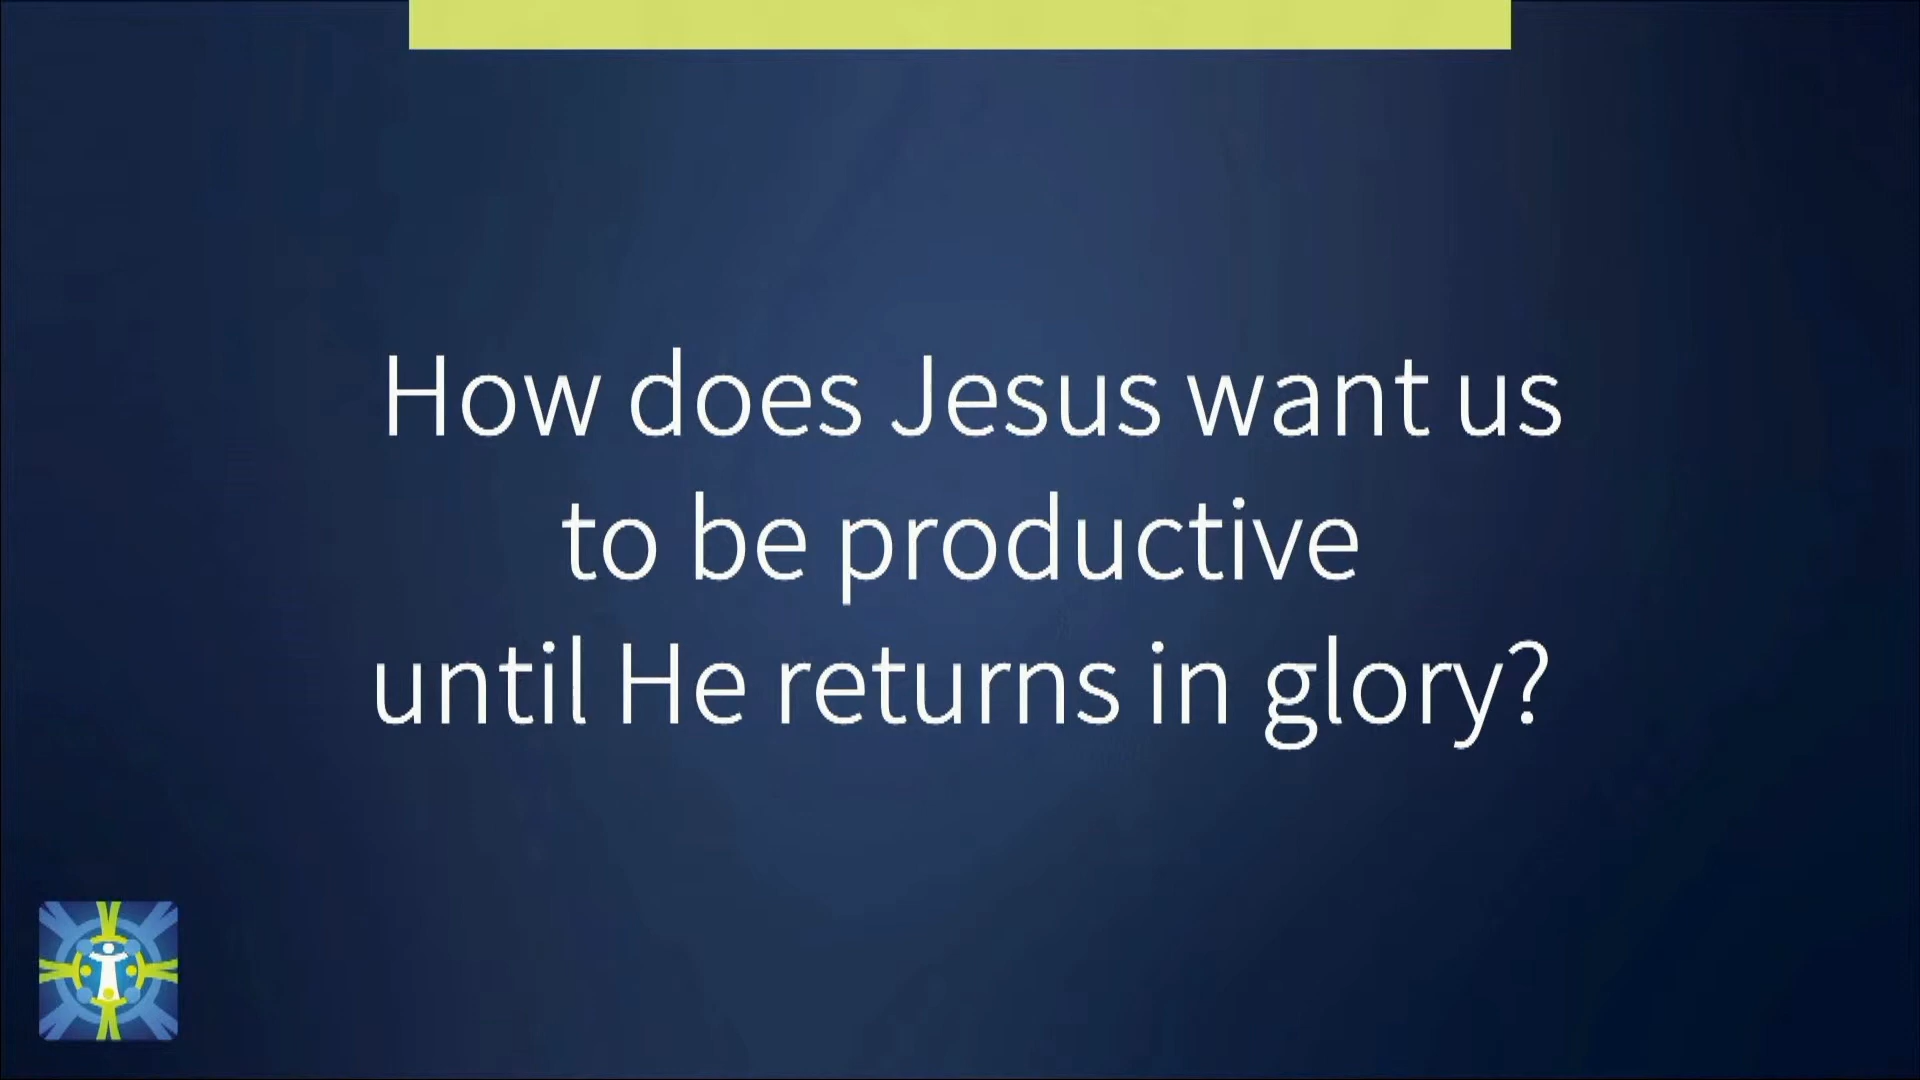 How does Jesus want us
to be productive
until He returns in glory?